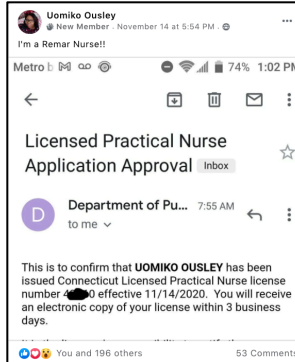 Uomiko Ousley
New Member · November 14 at 5:54 PM ·
I'm a Remar Nurse!!
Metro b 74% 1:02 PM
Licensed Practical Nurse
Application Approval Inbox
D Department of Pu... 7:55 AM
to me
This is to confirm that UOMIKO OUSLEY has been
issued Connecticut Licensed Practical Nurse license
number 4 0 effective 11/14/2020. You will receive
an electronic copy of your license within 3 business
days.
You and 196 others 53 Comments